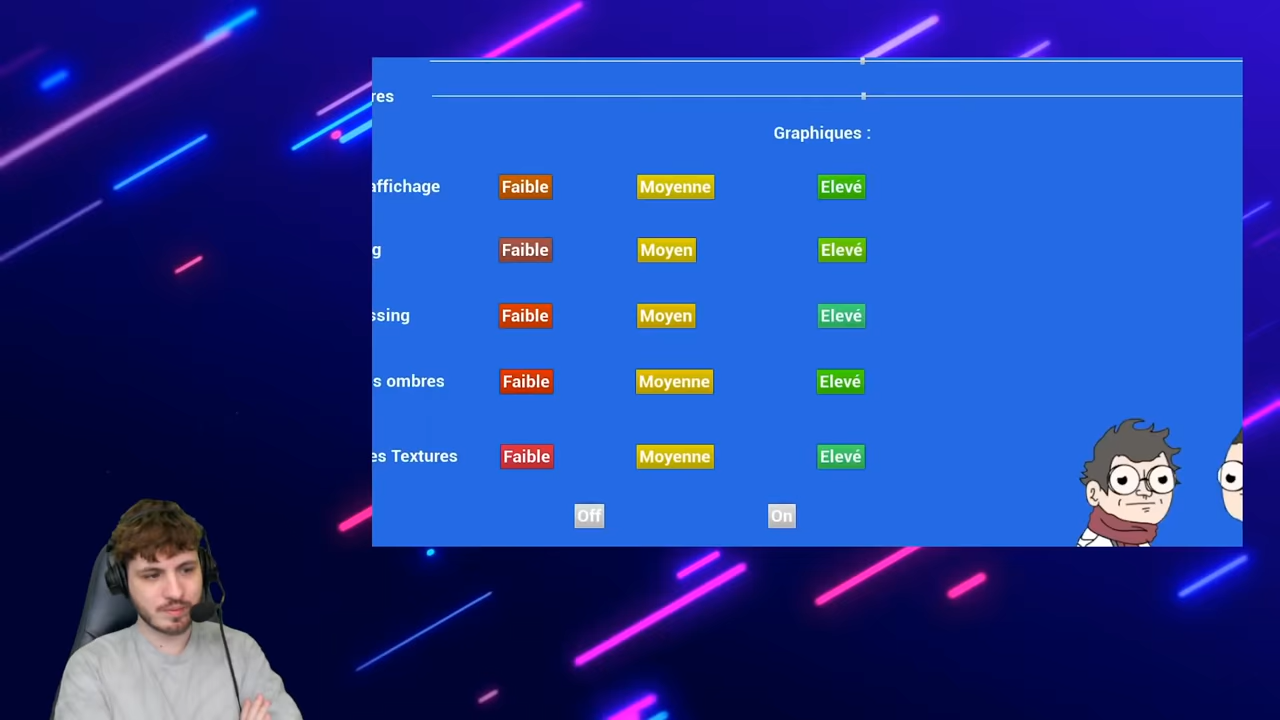 res
Graphiques :
affichage Faible Moyenne Elevé
g Faible Moyen Elevé
ssing Faible Moyen Elevé
s ombres Faible Moyenne Elevé
es Textures Faible Moyenne Elevé
Off On